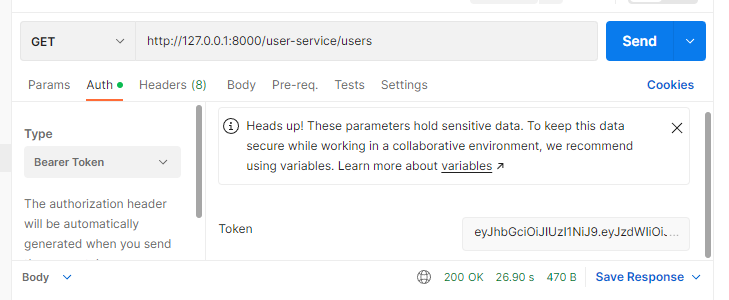 GET http://127.0.0.1:8000/user-service/users Send
Params Auth Headers (8) Body Pre-req. Tests Settings Cookies
Type
Bearer Token
The authorization header
will be automatically
generated when you send
Heads up! These parameters hold sensitive data. To keep this data
secure while working in a collaborative environment, we recommend
using variables. Learn more about variables ↗
Token eyJhbGciOiJIUzI1NiJ9.eyJzdWIiOi...
Body 200 OK 26.90 s 470 B Save Response